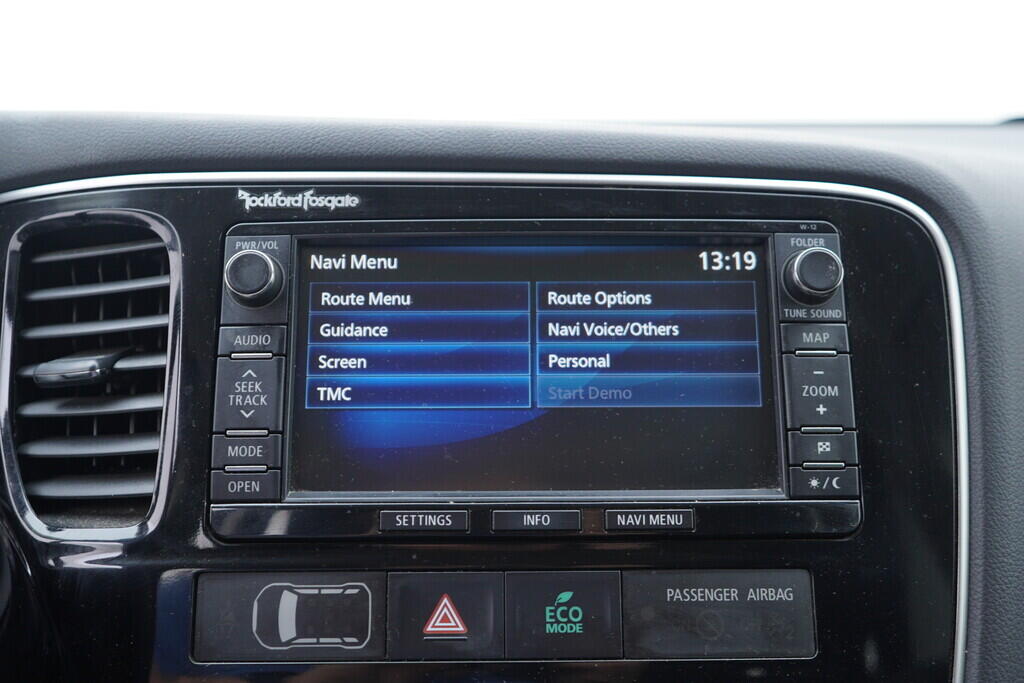 Rockford Fosgate
W-12
PWR/VOL
FOLDER
TUNE SOUND
Navi Menu
13:19
Route Menu
Route Options
Guidance
Navi Voice/Others
Screen
Personal
TMC
Start Demo
AUDIO
SEEK
TRACK
MODE
OPEN
MAP
−
ZOOM
+
SETTINGS
INFO
NAVI MENU
ECO
MODE
PASSENGER AIRBAG